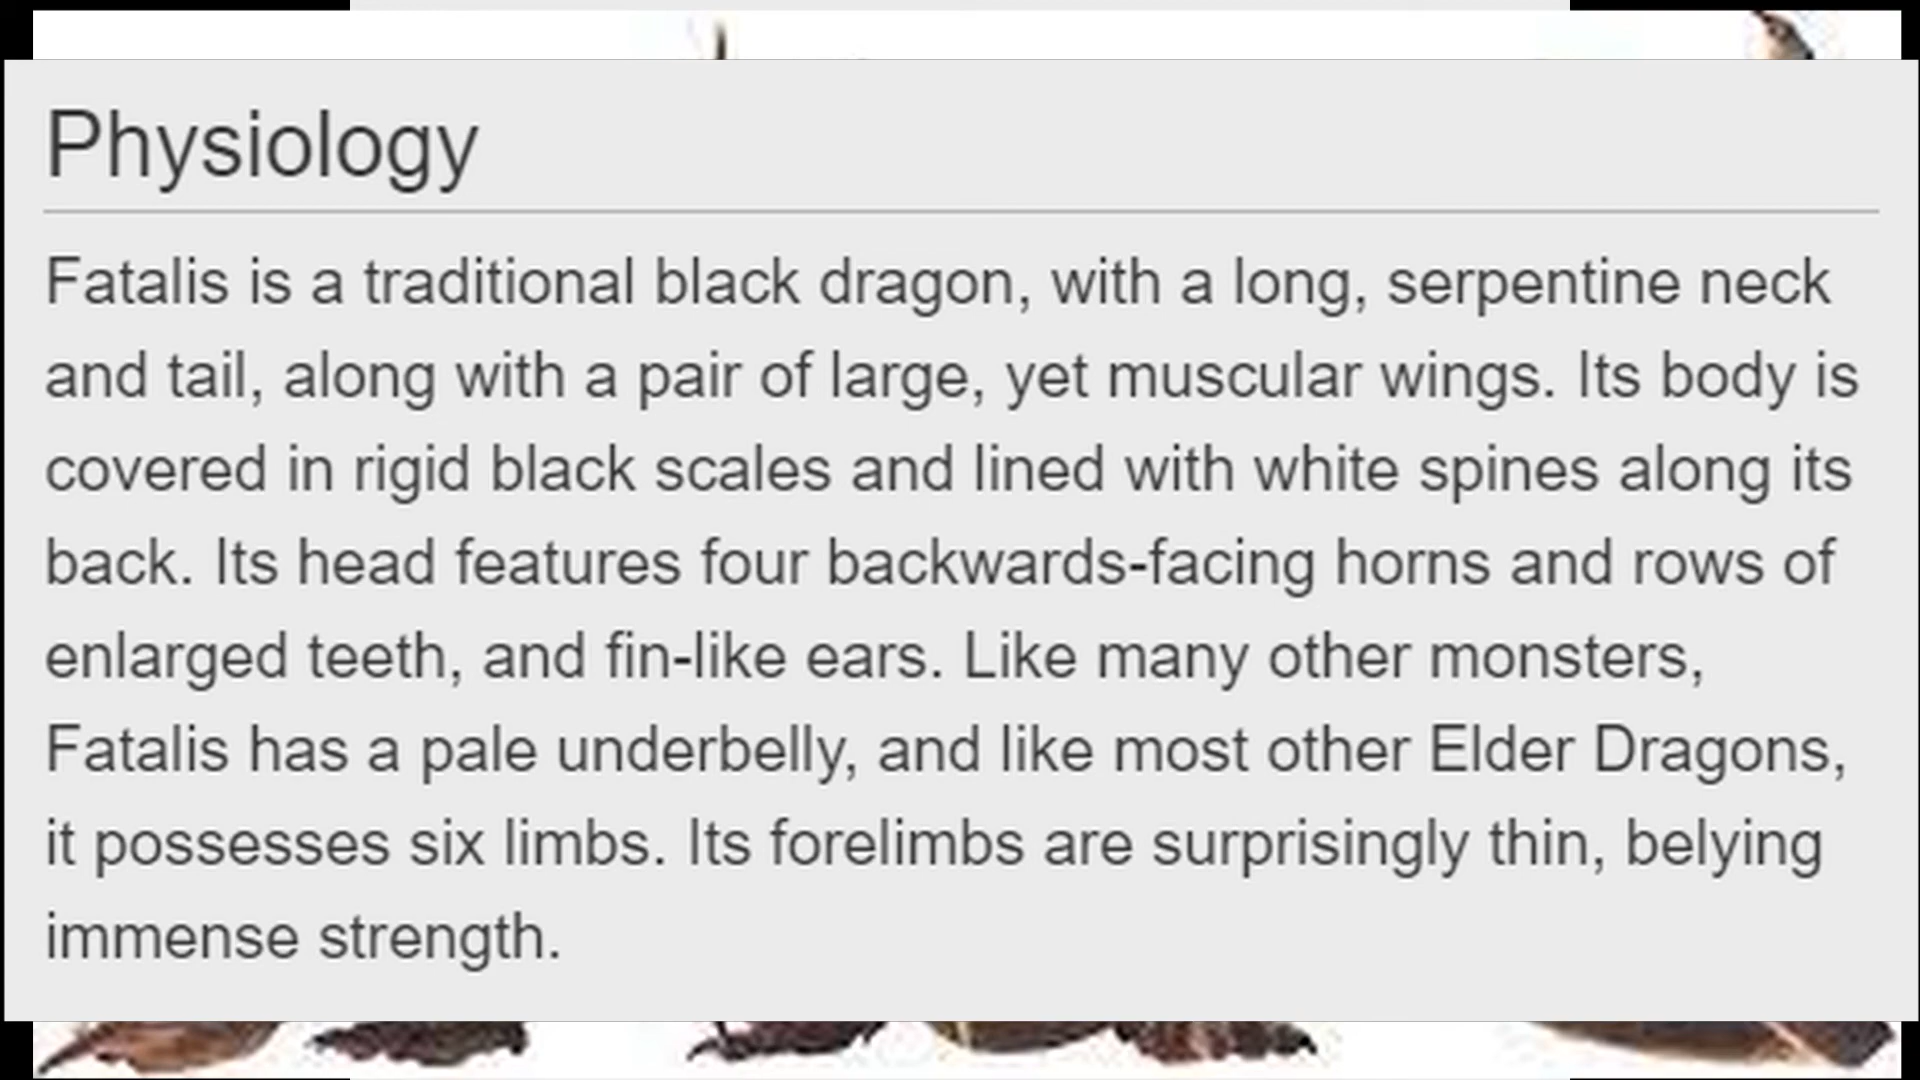 Physiology
Fatalis is a traditional black dragon, with a long, serpentine neck
and tail, along with a pair of large, yet muscular wings. Its body is
covered in rigid black scales and lined with white spines along its
back. Its head features four backwards-facing horns and rows of
enlarged teeth, and fin-like ears. Like many other monsters,
Fatalis has a pale underbelly, and like most other Elder Dragons,
it possesses six limbs. Its forelimbs are surprisingly thin, belying
immense strength.